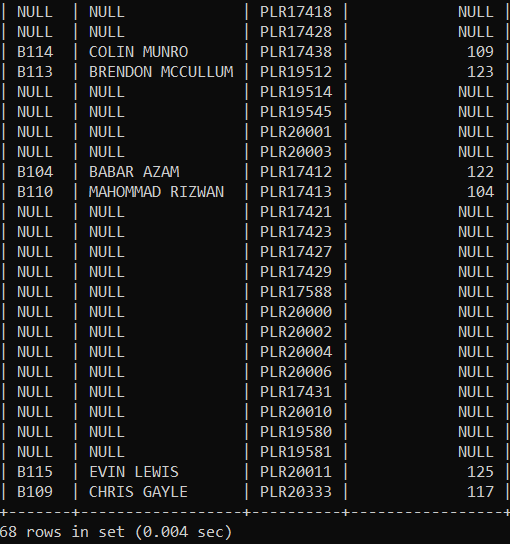 | NULL | NULL | PLR17418 | NULL |
| NULL | NULL | PLR17428 | NULL |
| B114 | COLIN MUNRO | PLR17438 | 109 |
| B113 | BRENDON MCCULLUM | PLR19512 | 123 |
| NULL | NULL | PLR19514 | NULL |
| NULL | NULL | PLR19545 | NULL |
| NULL | NULL | PLR20001 | NULL |
| NULL | NULL | PLR20003 | NULL |
| B104 | BABAR AZAM | PLR17412 | 122 |
| B110 | MAHOMMAD RIZWAN | PLR17413 | 104 |
| NULL | NULL | PLR17421 | NULL |
| NULL | NULL | PLR17423 | NULL |
| NULL | NULL | PLR17427 | NULL |
| NULL | NULL | PLR17429 | NULL |
| NULL | NULL | PLR17588 | NULL |
| NULL | NULL | PLR20000 | NULL |
| NULL | NULL | PLR20002 | NULL |
| NULL | NULL | PLR20004 | NULL |
| NULL | NULL | PLR20006 | NULL |
| NULL | NULL | PLR17431 | NULL |
| NULL | NULL | PLR20010 | NULL |
| NULL | NULL | PLR19580 | NULL |
| NULL | NULL | PLR19581 | NULL |
| B115 | EVIN LEWIS | PLR20011 | 125 |
| B109 | CHRIS GAYLE | PLR20333 | 117 |
+-------+------------------+----------+-----------------+
68 rows in set (0.004 sec)